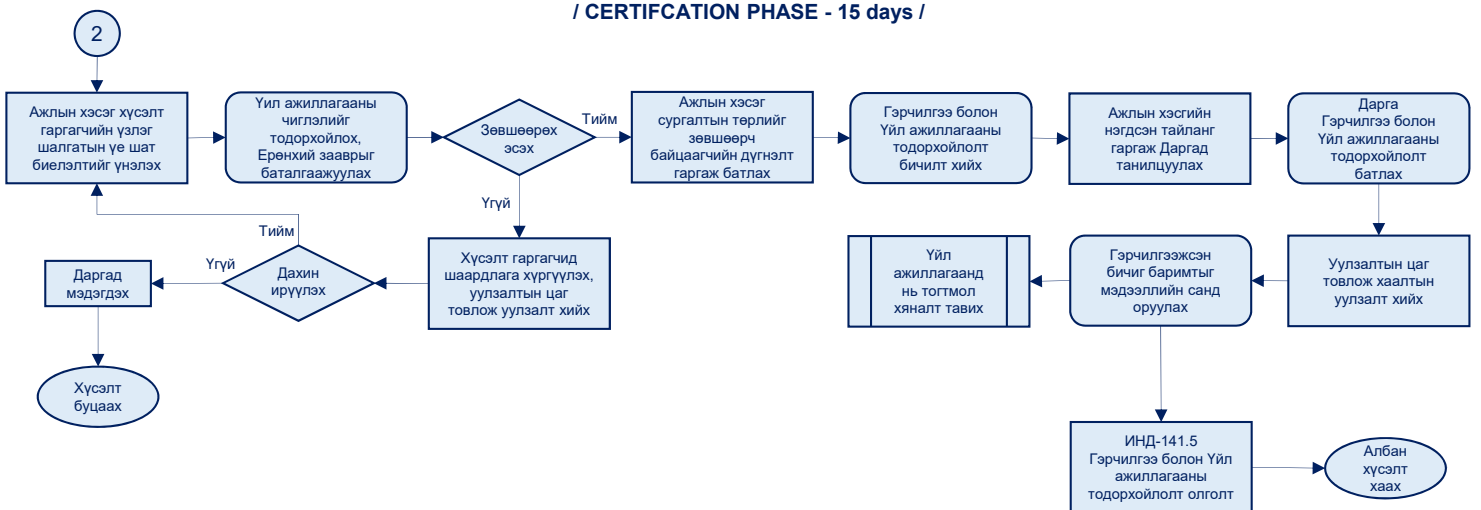 / CERTIFCATION PHASE - 15 days /
2
Ажлын хэсэг хүсэлт
гаргагчийн үзлэг
шалгатын үе шат
биелэлтийг үнэлэх
Үил ажиллагааны
чиглэлийг
тодорхойлох,
Ерөнхий зааврыг
баталгаажуулах
Зөвшөөрөх
эсэх
Тийм
Ажлын хэсэг
сургалтын төрлийг
зөвшөөрч
байцаагчийн дүгнэлт
гаргаж батлах
Гэрчилгээ болон
Үйл ажиллагааны
тодорхойлолт
бичилт хийх
Ажлын хэсгийн
нэгдсэн тайланг
гаргаж Даргад
танилцуулах
Дарга
Гэрчилгээ болон
Үйл ажиллагааны
тодорхойлолт
батлах
Үгүй
Тийм
Үгүй
Даргад
мэдэгдэх
Дахин
ирүүлэх
Хүсэлт гаргагчид
шаардлага хүргүүлэх,
уулзалтын цаг
товлож уулзалт хийх
Үйл
ажиллагаанд
нь тогтмол
хяналт тавих
Гэрчилгээжсэн
бичиг баримтыг
мэдээллийн санд
оруулах
Уулзалтын цаг
товлож хаалтын
уулзалт хийх
Хүсэлт
буцаах
ИНД-141.5
Гэрчилгээ болон Үйл
ажиллагааны
тодорхойлолт олголт
Албан
хүсэлт
хаах